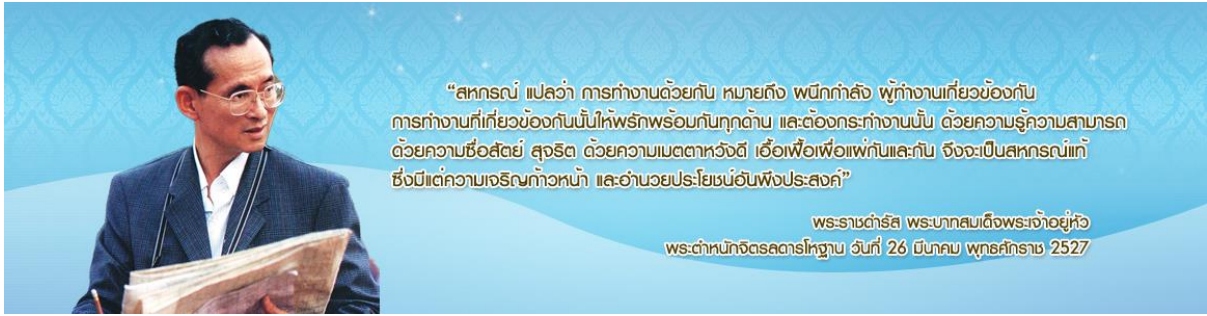 “สหกรณ์ แปลว่า การทำงานด้วยกัน หมายถึง ผนึกกำลัง ผู้ทำงานเกี่ยวข้องกัน
การทำงานที่เกี่ยวข้องกันนั้นให้พรักพร้อมกันทุกด้าน และต้องกระทำงานนั้น ด้วยความรู้ความสามารถ
ด้วยความซื่อสัตย์ สุจริต ด้วยความเมตตาหวังดี เอื้อเฟื้อเผื่อแผ่กันและกัน จึงจะเป็นสหกรณ์แท้
ซึ่งมีแต่ความเจริญก้าวหน้า และอำนวยประโยชน์อันพึงประสงค์”
พระราชดำรัส พระบาทสมเด็จพระเจ้าอยู่หัว
พระตำหนักจิตรลดารโหฐาน วันที่ 26 มีนาคม พุทธศักราช 2527